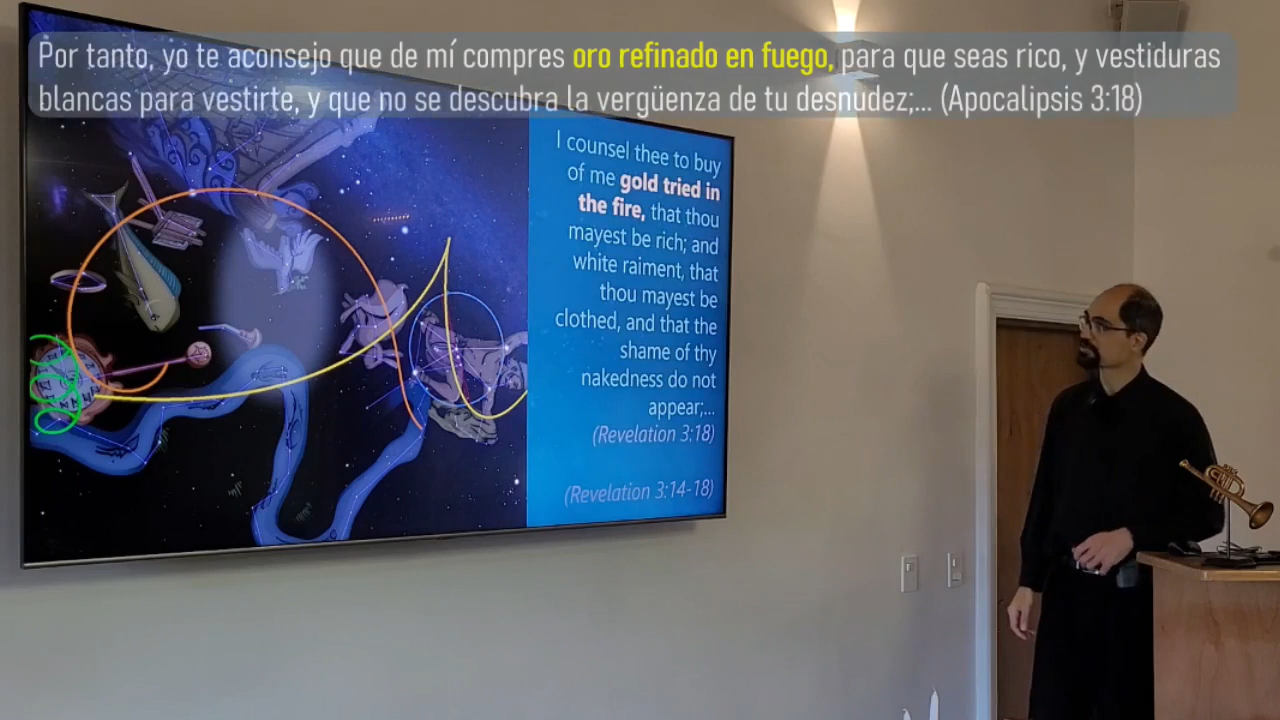 Por tanto, yo te aconsejo que de mí compres oro refinado en fuego, para que seas rico, y vestiduras
blancas para vestirte, y que no se descubra la vergüenza de tu desnudez;... (Apocalipsis 3:18)
I counsel thee to buy
of me gold tried in
the fire, that thou
mayest be rich; and
white raiment, that
thou mayest be
clothed, and that the
shame of thy
nakedness do not
appear;...
(Revelation 3:18)
(Revelation 3:14-18)